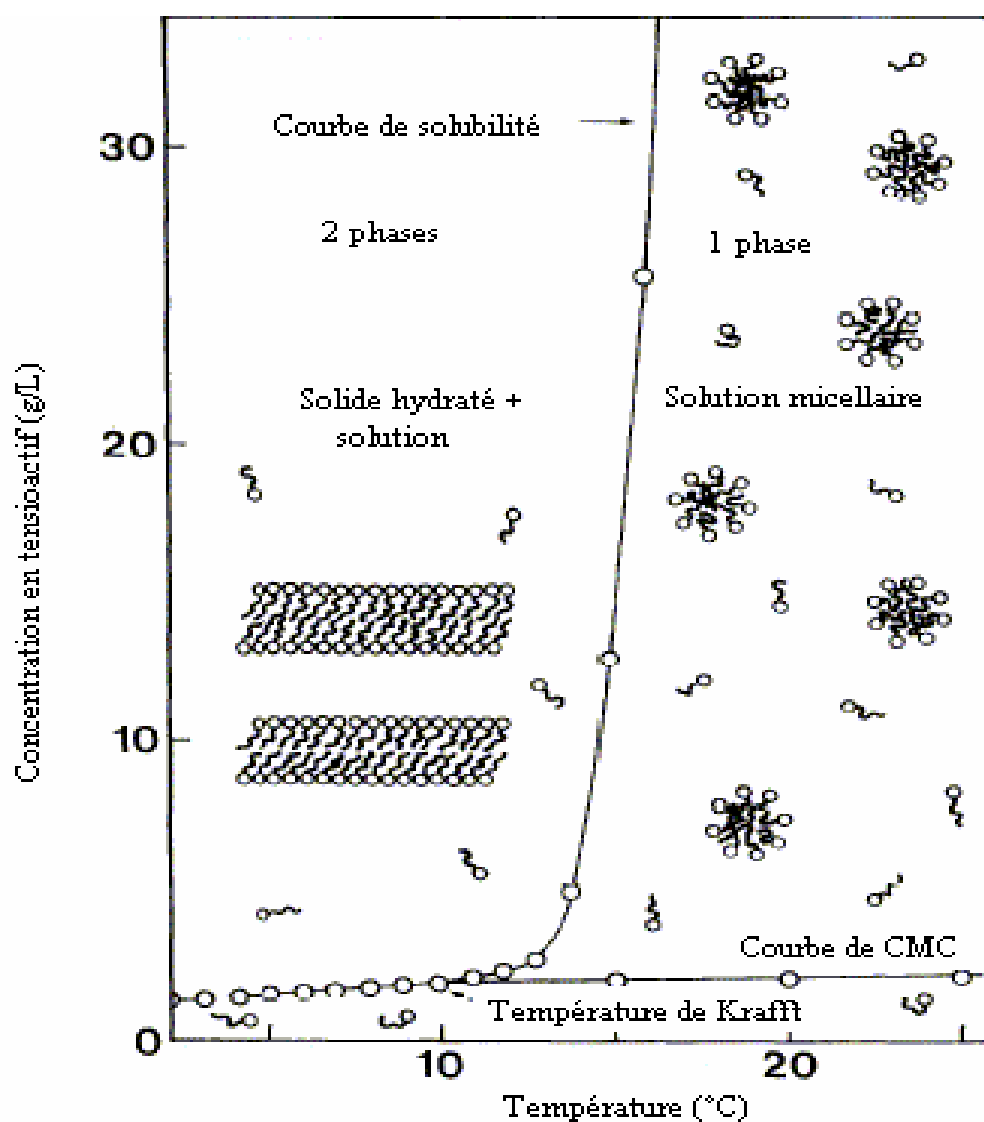 Courbe de solubilité
30
2 phases
1 phase
Concentration en tensioactif (g/L)
Solide hydraté +
solution
Solution micellaire
20
10
Courbe de CMC
Température de Krafft
0
10
20
Température (°C)